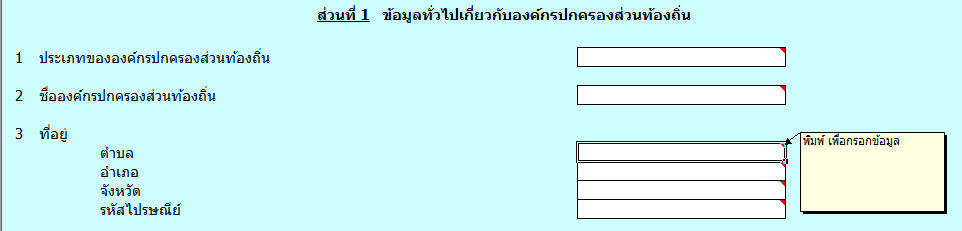 ส่วนที่ 1 ข้อมูลทั่วไปเกี่ยวกับองค์กรปกครองส่วนท้องถิ่น
1 ประเภทขององค์กรปกครองส่วนท้องถิ่น
2 ชื่อองค์กรปกครองส่วนท้องถิ่น
3 ที่อยู่
ตำบล
พิมพ์ เพื่อกรอกข้อมูล
อำเภอ
จังหวัด
รหัสไปรษณีย์